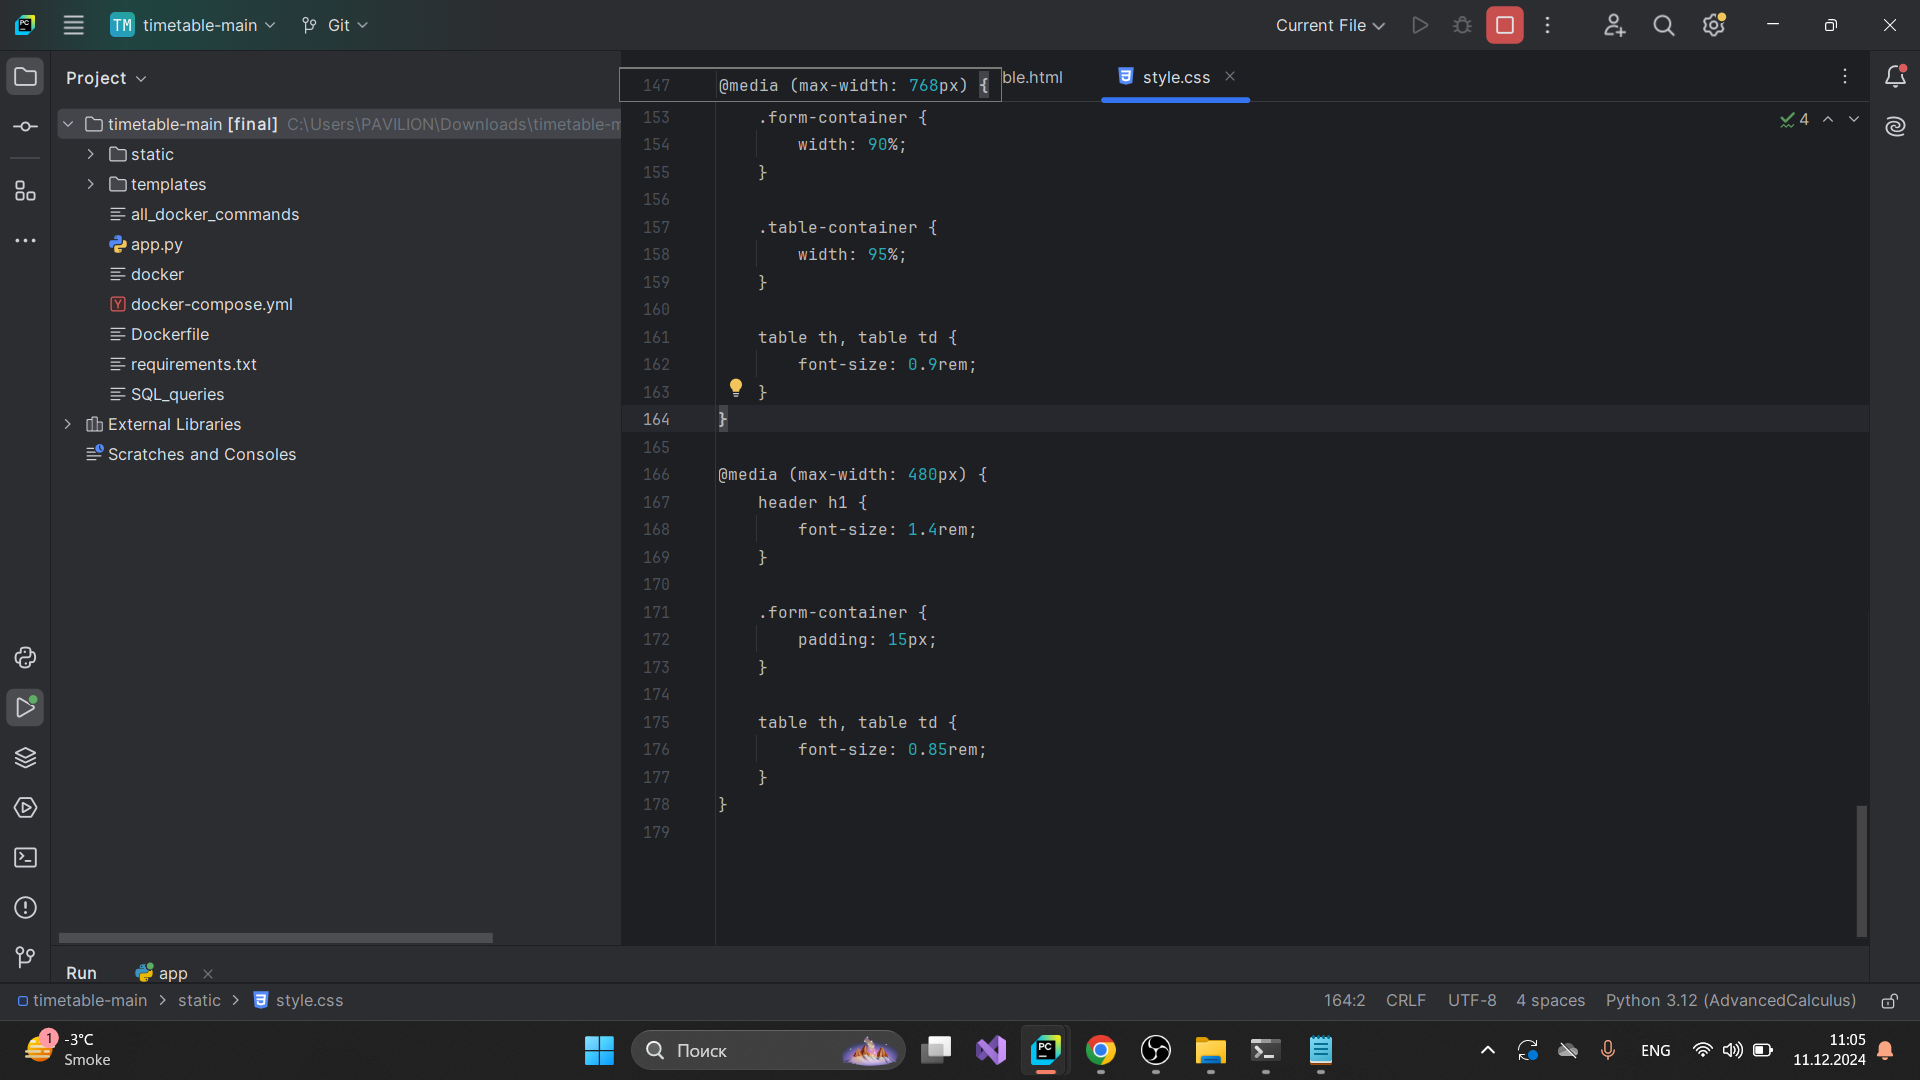 TM timetable-main Git Current File
Project
timetable-main [final] C:\Users\PAVILION\Downloads\timetable-m
static
templates
all_docker_commands
app.py
docker
docker-compose.yml
Dockerfile
requirements.txt
SQL_queries
External Libraries
Scratches and Consoles
ble.html style.css
4
147 @media (max-width: 768px) {
153 .form-container {
154 width: 90%;
155 }
156
157 .table-container {
158 width: 95%;
159 }
160
161 table th, table td {
162 font-size: 0.9rem;
163 }
164 }
165
166 @media (max-width: 480px) {
167 header h1 {
168 font-size: 1.4rem;
169 }
170
171 .form-container {
172 padding: 15px;
173 }
174
175 table th, table td {
176 font-size: 0.85rem;
177 }
178 }
179
Run app
timetable-main > static > style.css 164:2 CRLF UTF-8 4 spaces Python 3.12 (AdvancedCalculus)
1
-3°C
Smoke
Поиск
PC
ENG
11:05
11.12.2024